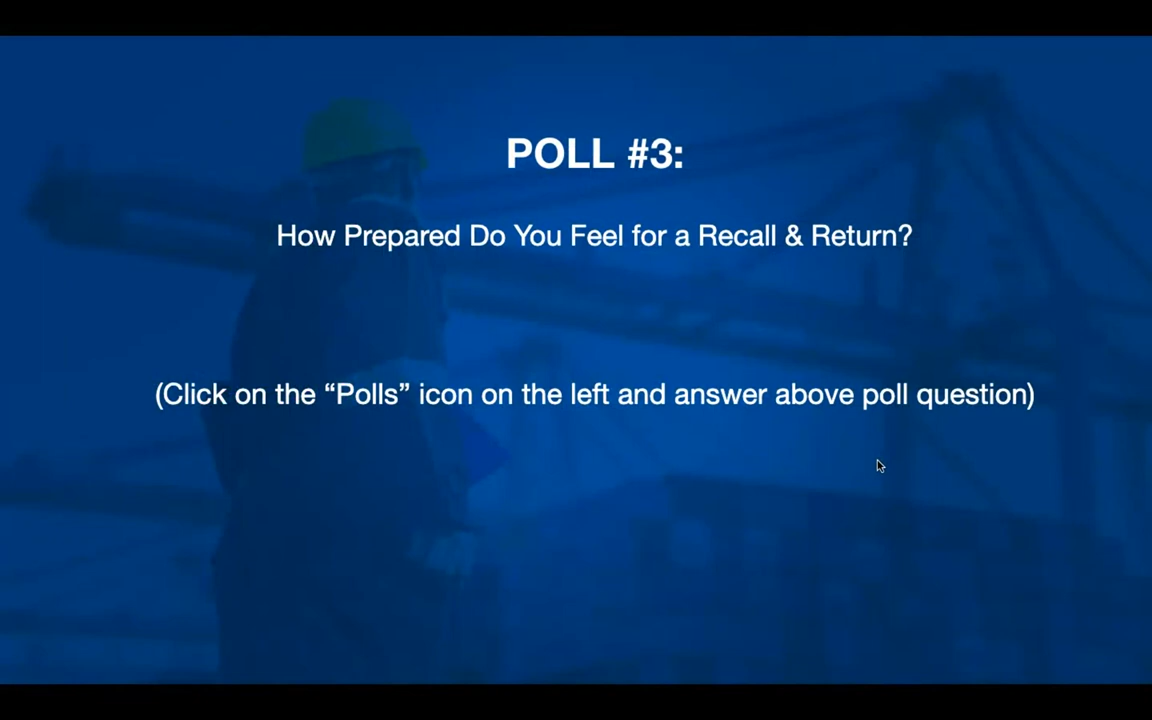 POLL #3:
How Prepared Do You Feel for a Recall & Return?
(Click on the “Polls” icon on the left and answer above poll question)